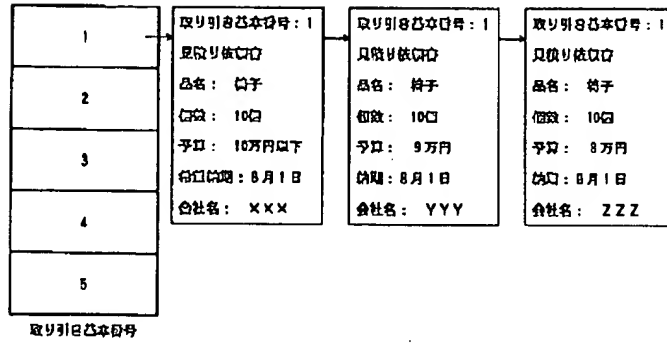 1
2
3
4
5
取り引き基本番号
取り引き基本番号：1
見積り依頼
品名： 椅子
個数： 10個
予算： 10万円以下
希望納期：8月1日
会社名： XXX
取り引き基本番号：1
見積り依頼
品名： 椅子
個数： 10個
予算： 9万円
納期：8月1日
会社名： YYY
取り引き基本番号：1
見積り依頼
品名： 椅子
個数： 10個
予算： 8万円
納期：8月1日
会社名： ZZZ